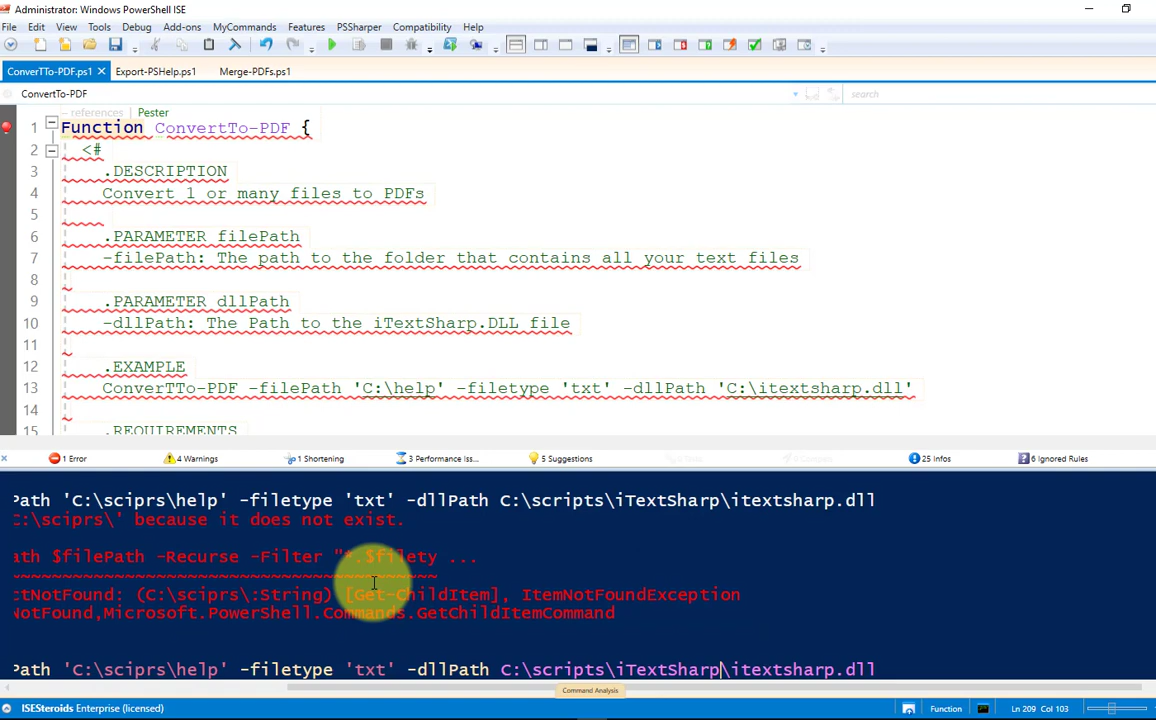 Administrator: Windows PowerShell ISE
File Edit View Tools Debug Add-ons MyCommands Features PSSharper Compatibility Help
ConverTTo-PDF.ps1 Export-PSHelp.ps1 Merge-PDFs.ps1
ConvertTo-PDF search
– references Pester
1 Function ConvertTo-PDF {
2 <#
3 .DESCRIPTION
4 Convert 1 or many files to PDFs
5
6 .PARAMETER filePath
7 -filePath: The path to the folder that contains all your text files
8
9 .PARAMETER dllPath
10 -dllPath: The Path to the iTextSharp.DLL file
11
12 .EXAMPLE
13 ConverTTo-PDF -filePath 'C:\help' -filetype 'txt' -dllPath 'C:\itextsharp.dll'
14
15 .REQUIREMENTS
1 Error 4 Warnings 1 Shortening 3 Performance Iss... 5 Suggestions 25 Infos 6 Ignored Rules
Path 'C:\sciprs\help' -filetype 'txt' -dllPath C:\scripts\iTextSharp\itextsharp.dll
C:\sciprs\' because it does not exist.
ath $filePath -Recurse -Filter "*.$filety ...
~~~~~~~~~~~~~~~~~~~~~~~~~~~~~~~~~~~~~~~~~
ctNotFound: (C:\sciprs\:String) [Get-ChildItem], ItemNotFoundException
NotFound,Microsoft.PowerShell.Commands.GetChildItemCommand
Path 'C:\sciprs\help' -filetype 'txt' -dllPath C:\scripts\iTextSharp\itextsharp.dll
Command Analysis
ISESteroids Enterprise (licensed) Function Ln 209 Col 103